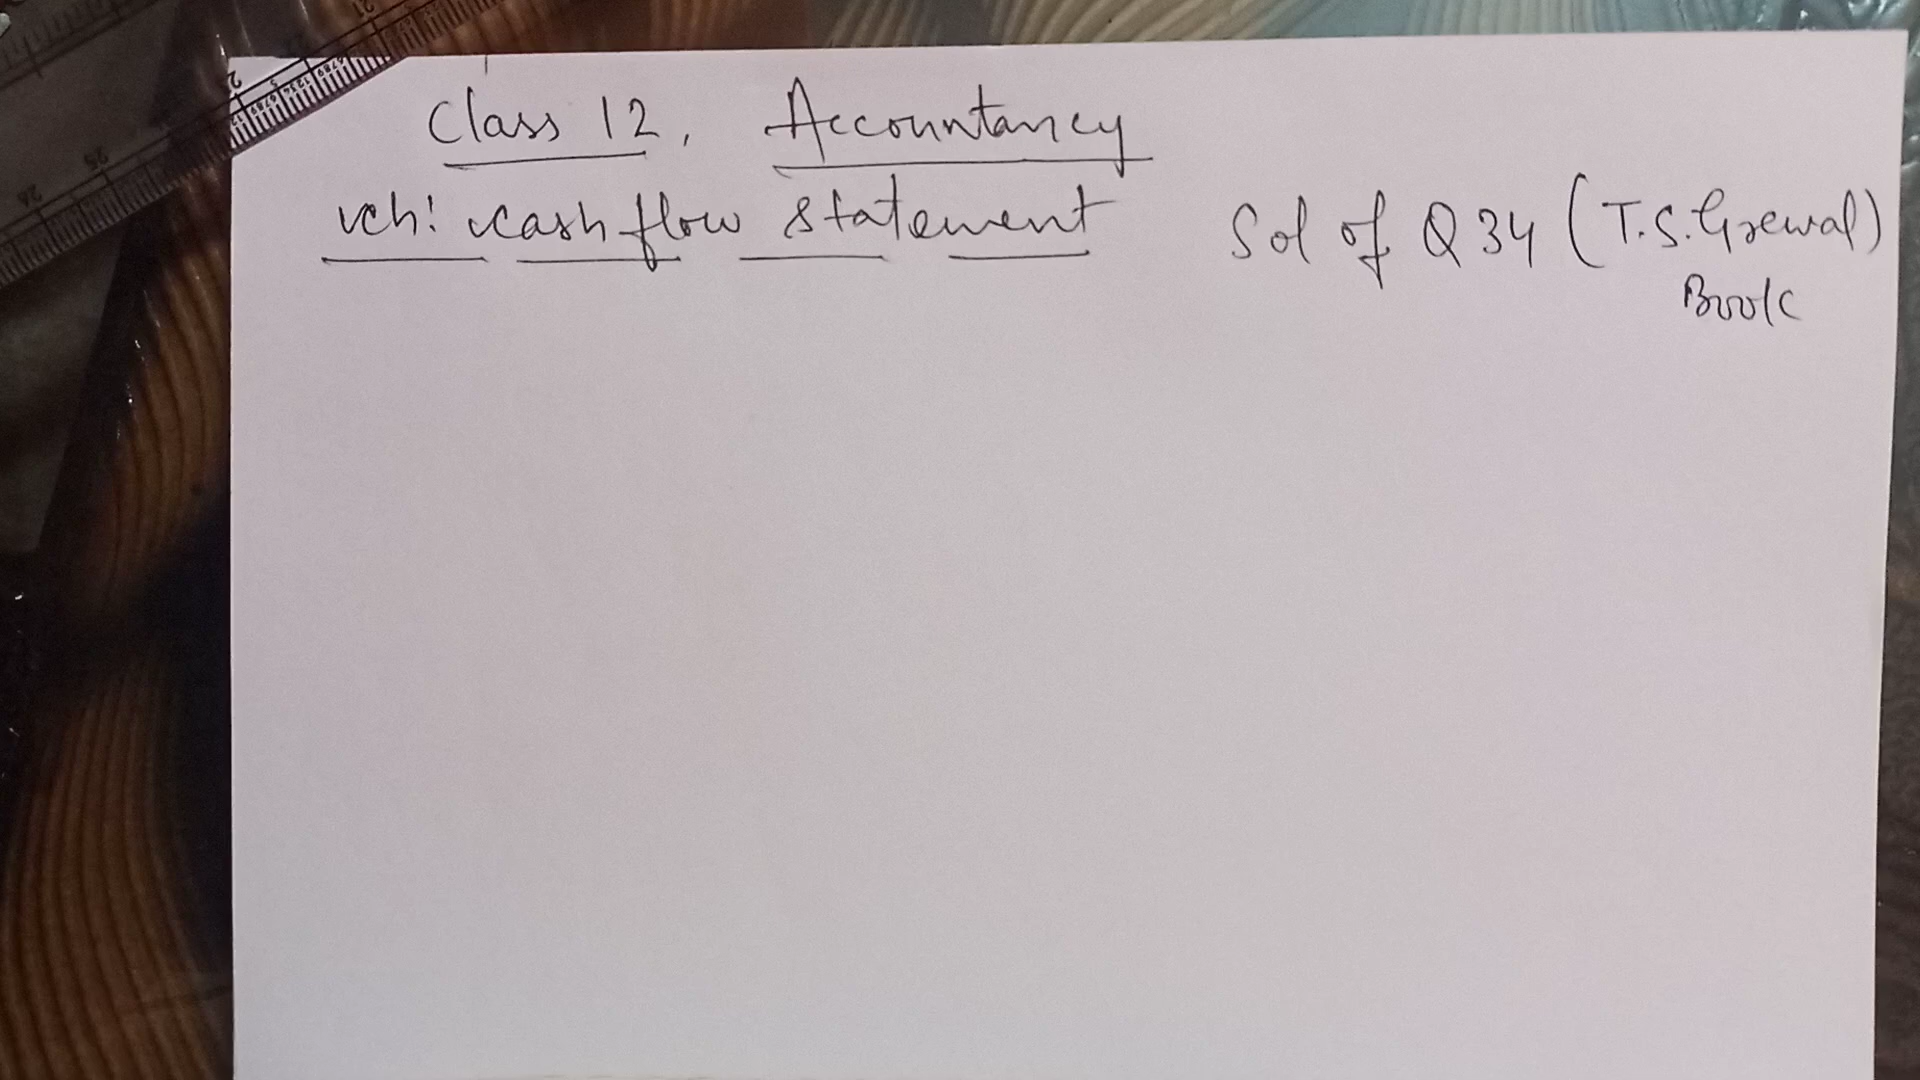 Class 12, Accountancy
ch: cash flow statement
Sol of Q 34 (T.S. Grewal)
Book